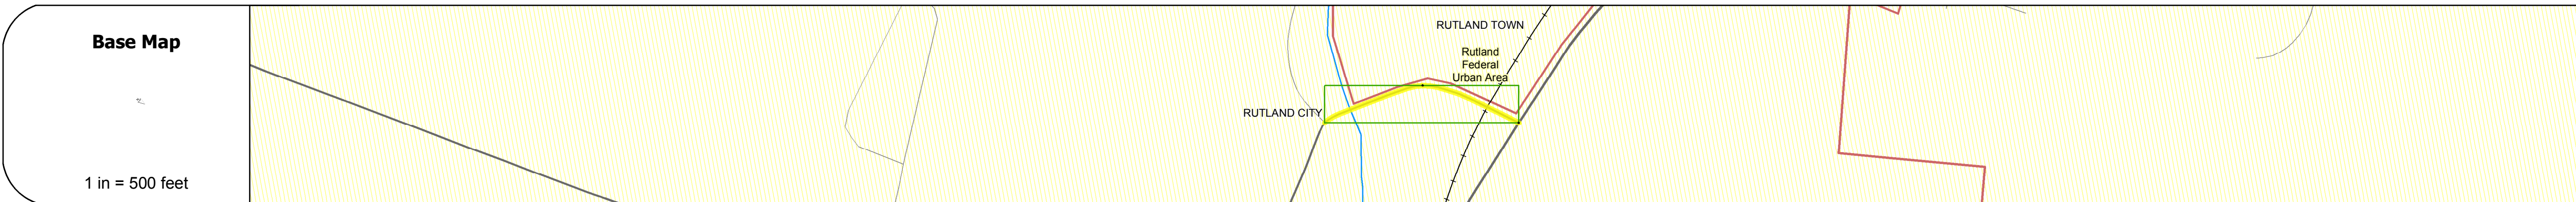 Base Map
1 in = 500 feet
RUTLAND TOWN
Rutland
Federal
Urban Area
RUTLAND CITY